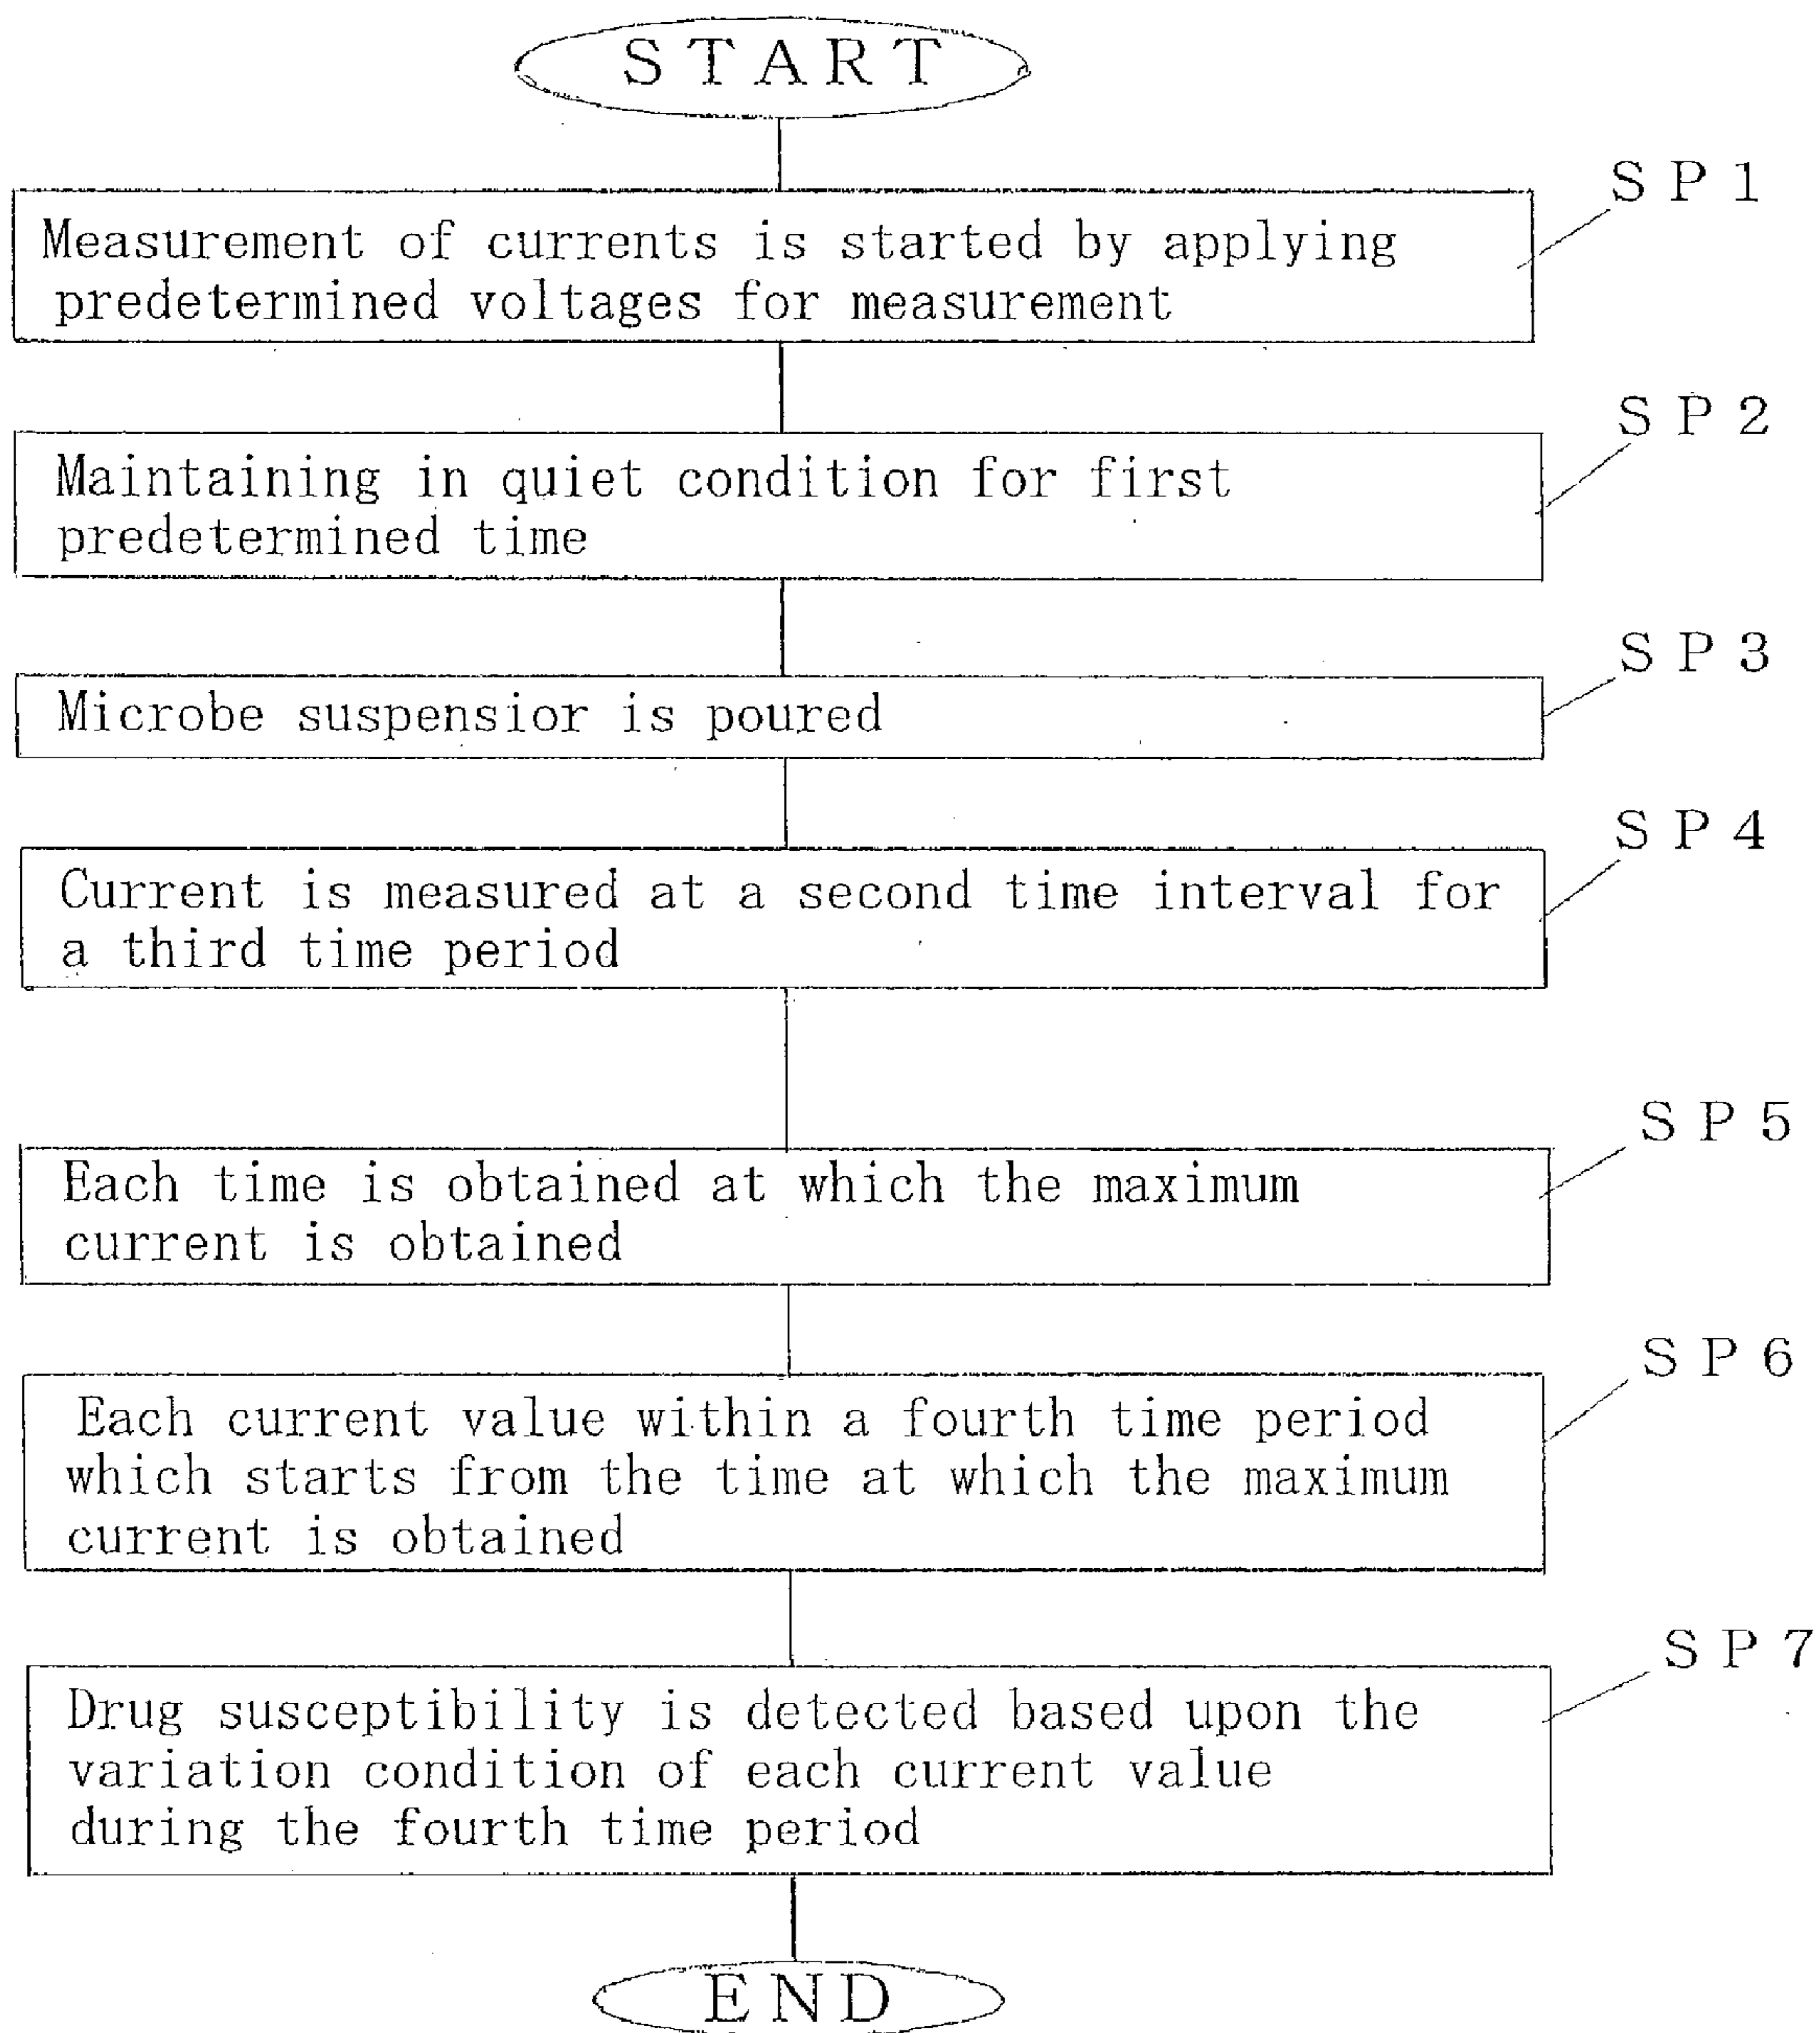 START
SP1
Measurement of currents is started by applying
predetermined voltages for measurement
SP2
Maintaining in quiet condition for first
predetermined time
SP3
Microbe suspensior is poured
SP4
Current is measured at a second time interval for
a third time period
SP5
Each time is obtained at which the maximum
current is obtained
SP6
Each current value within a fourth time period
which starts from the time at which the maximum
current is obtained
SP7
Drug susceptibility is detected based upon the
variation condition of each current value
during the fourth time period
END